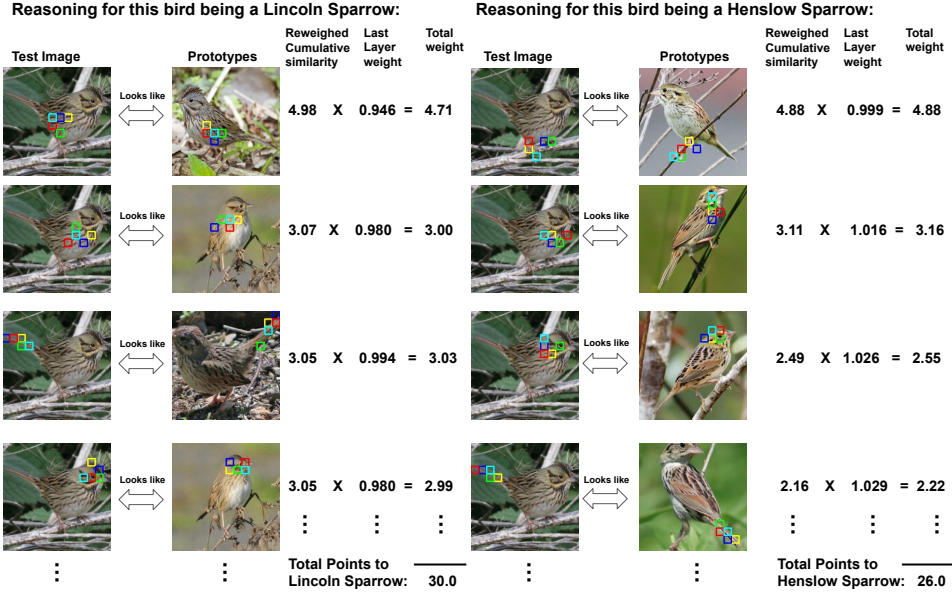 Reasoning for this bird being a Lincoln Sparrow:
Test Image
Prototypes
Reweighed Cumulative similarity
Last Layer weight
Total weight
Looks like
4.98 X 0.946 = 4.71
Looks like
3.07 X 0.980 = 3.00
Looks like
3.05 X 0.994 = 3.03
Looks like
3.05 X 0.980 = 2.99
Total Points to
Lincoln Sparrow: 30.0
Reasoning for this bird being a Henslow Sparrow:
Test Image
Prototypes
Reweighed Cumulative similarity
Last Layer weight
Total weight
Looks like
4.88 X 0.999 = 4.88
Looks like
3.11 X 1.016 = 3.16
Looks like
2.49 X 1.026 = 2.55
Looks like
2.16 X 1.029 = 2.22
Total Points to
Henslow Sparrow: 26.0